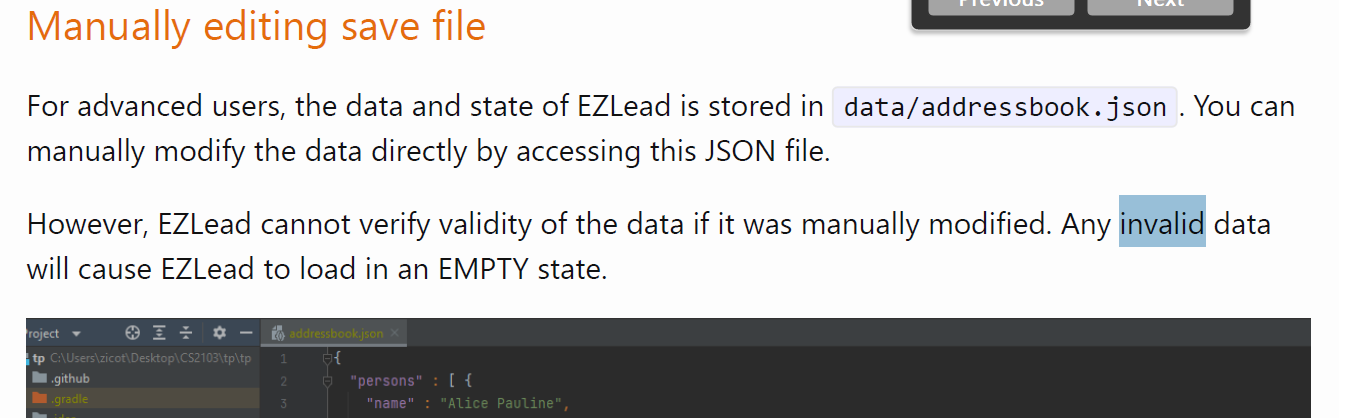 Previous Next
Manually editing save file
For advanced users, the data and state of EZLead is stored in data/addressbook.json. You can
manually modify the data directly by accessing this JSON file.
However, EZLead cannot verify validity of the data if it was manually modified. Any invalid data
will cause EZLead to load in an EMPTY state.
roject addressbook.json
tp C:\Users\zicot\Desktop\CS2103\tp\tp 1 {
.github 2 "persons" : [ {
.gradle 3 "name" : "Alice Pauline",